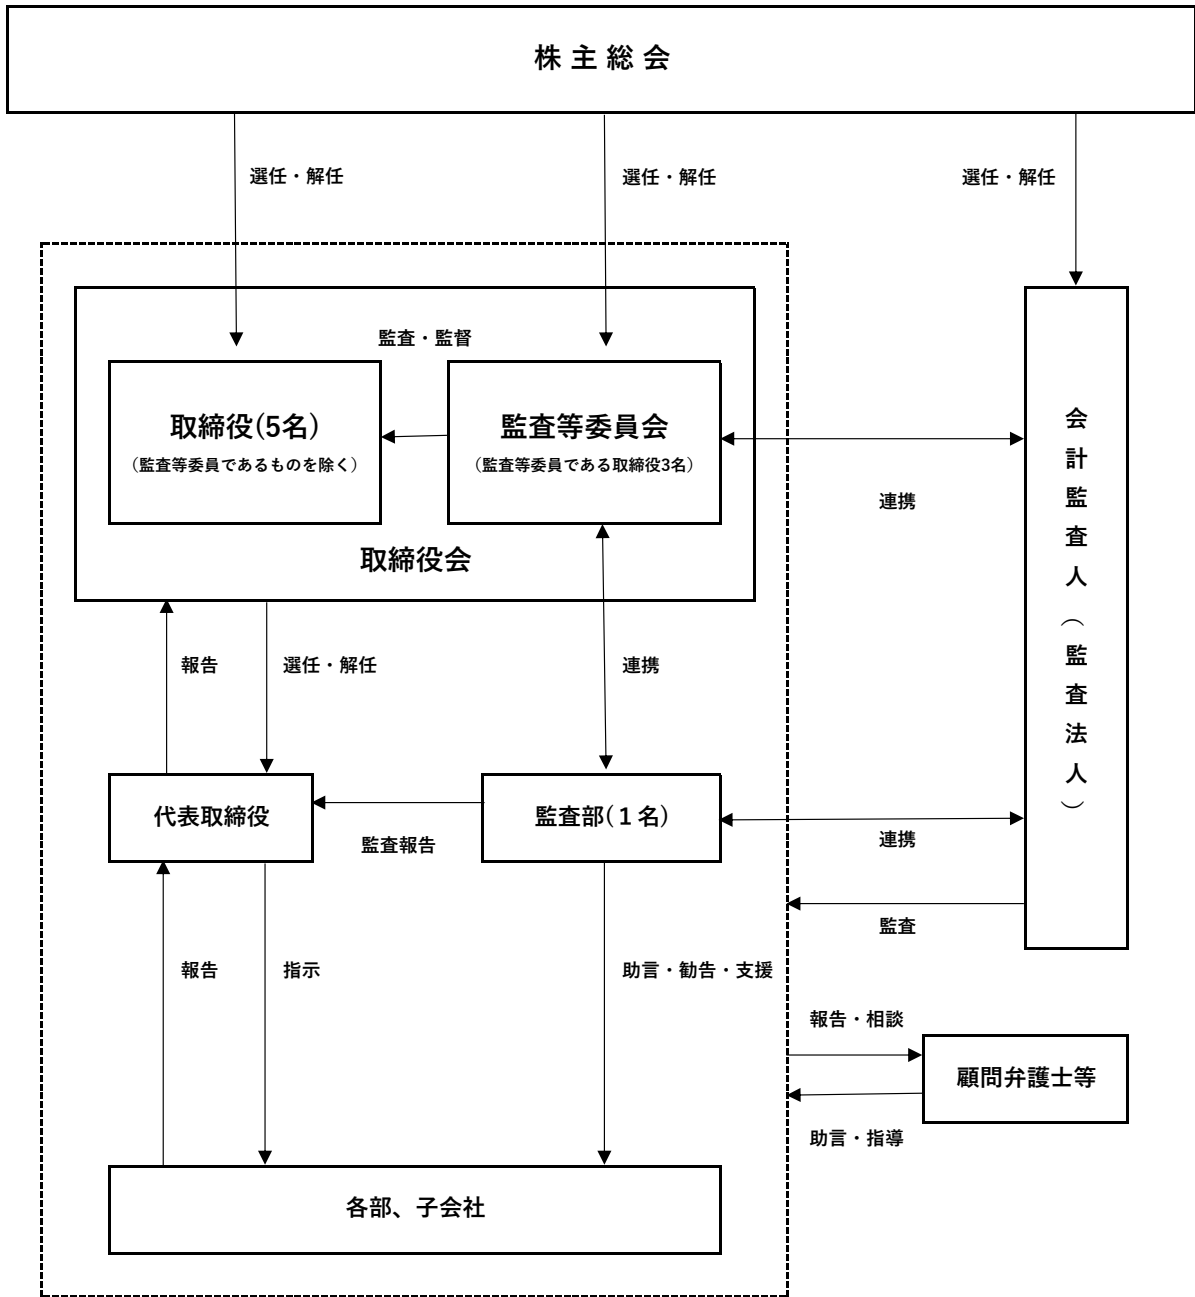 株主総会
選任・解任
選任・解任
選任・解任
監査・監督
取締役(5名)
（監査等委員であるものを除く）
監査等委員会
（監査等委員である取締役3名）
取締役会
連携
会計監査人（監査法人）
報告
選任・解任
連携
代表取締役
監査報告
監査部(１名)
連携
監査
報告
指示
助言・勧告・支援
報告・相談
顧問弁護士等
助言・指導
各部、子会社